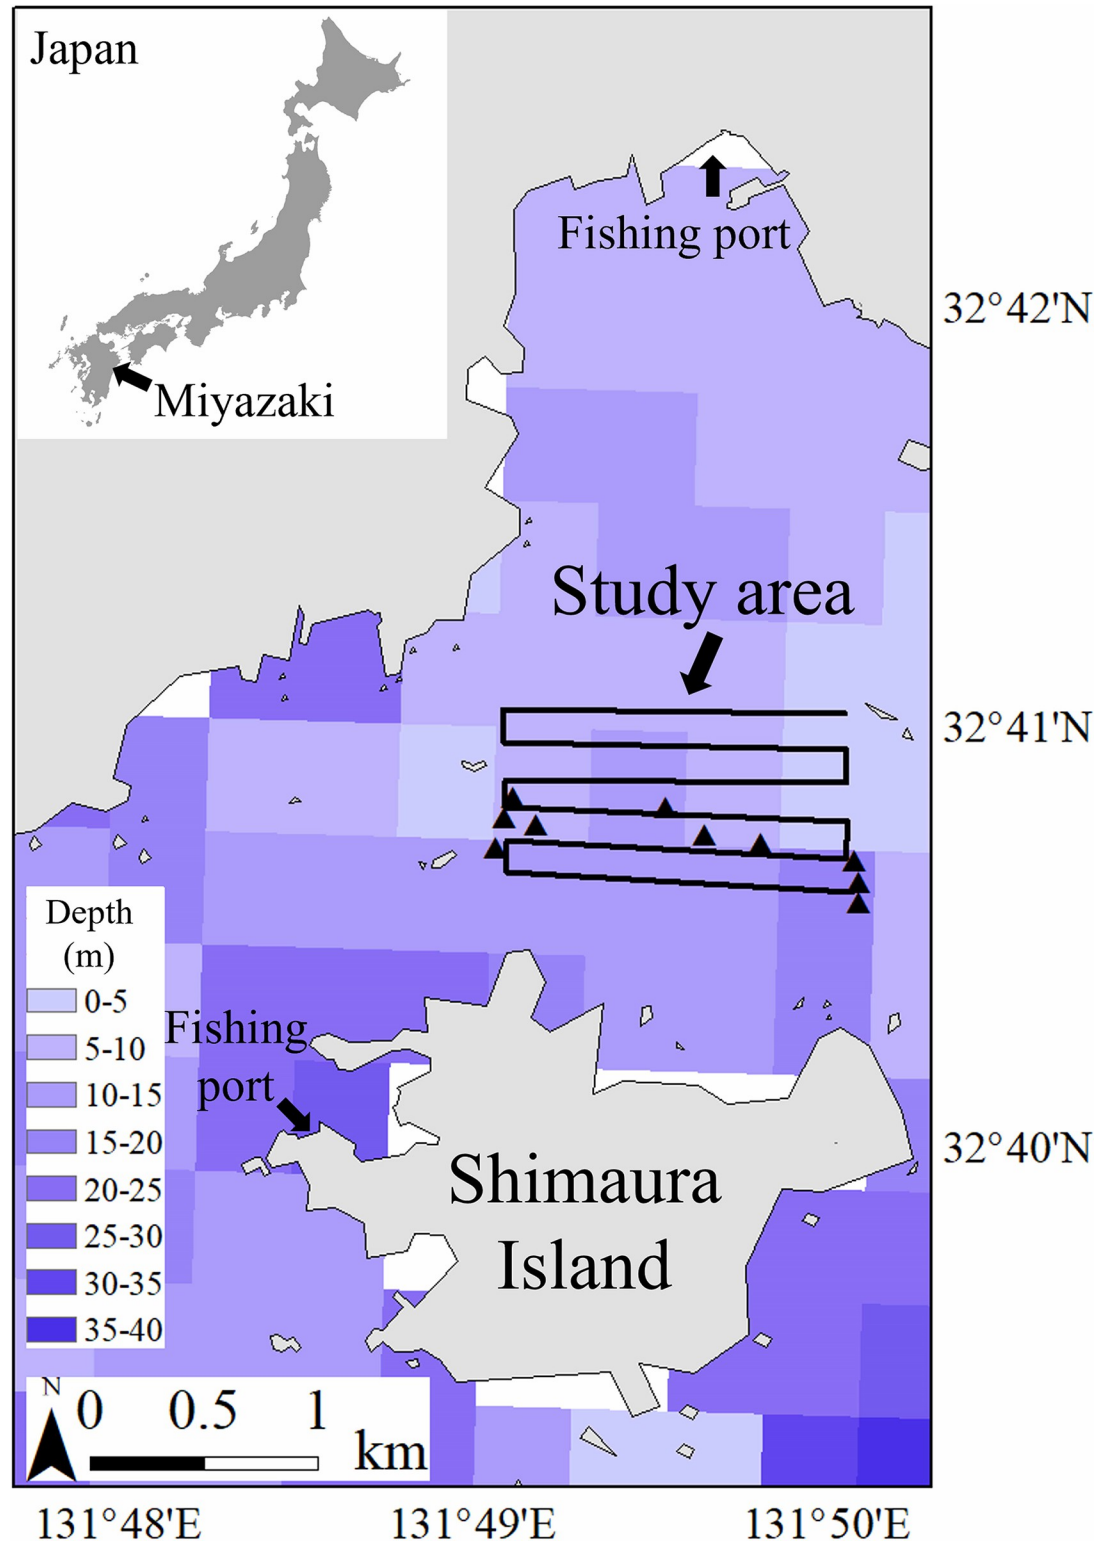 Japan
Miyazaki
Fishing port
32°42'N
Study area
32°41'N
Depth
(m)
0-5
5-10
10-15
15-20
20-25
25-30
30-35
35-40
Fishing
port
32°40'N
Shimaura
Island
N
0 0.5 1
km
131°48'E 131°49'E 131°50'E